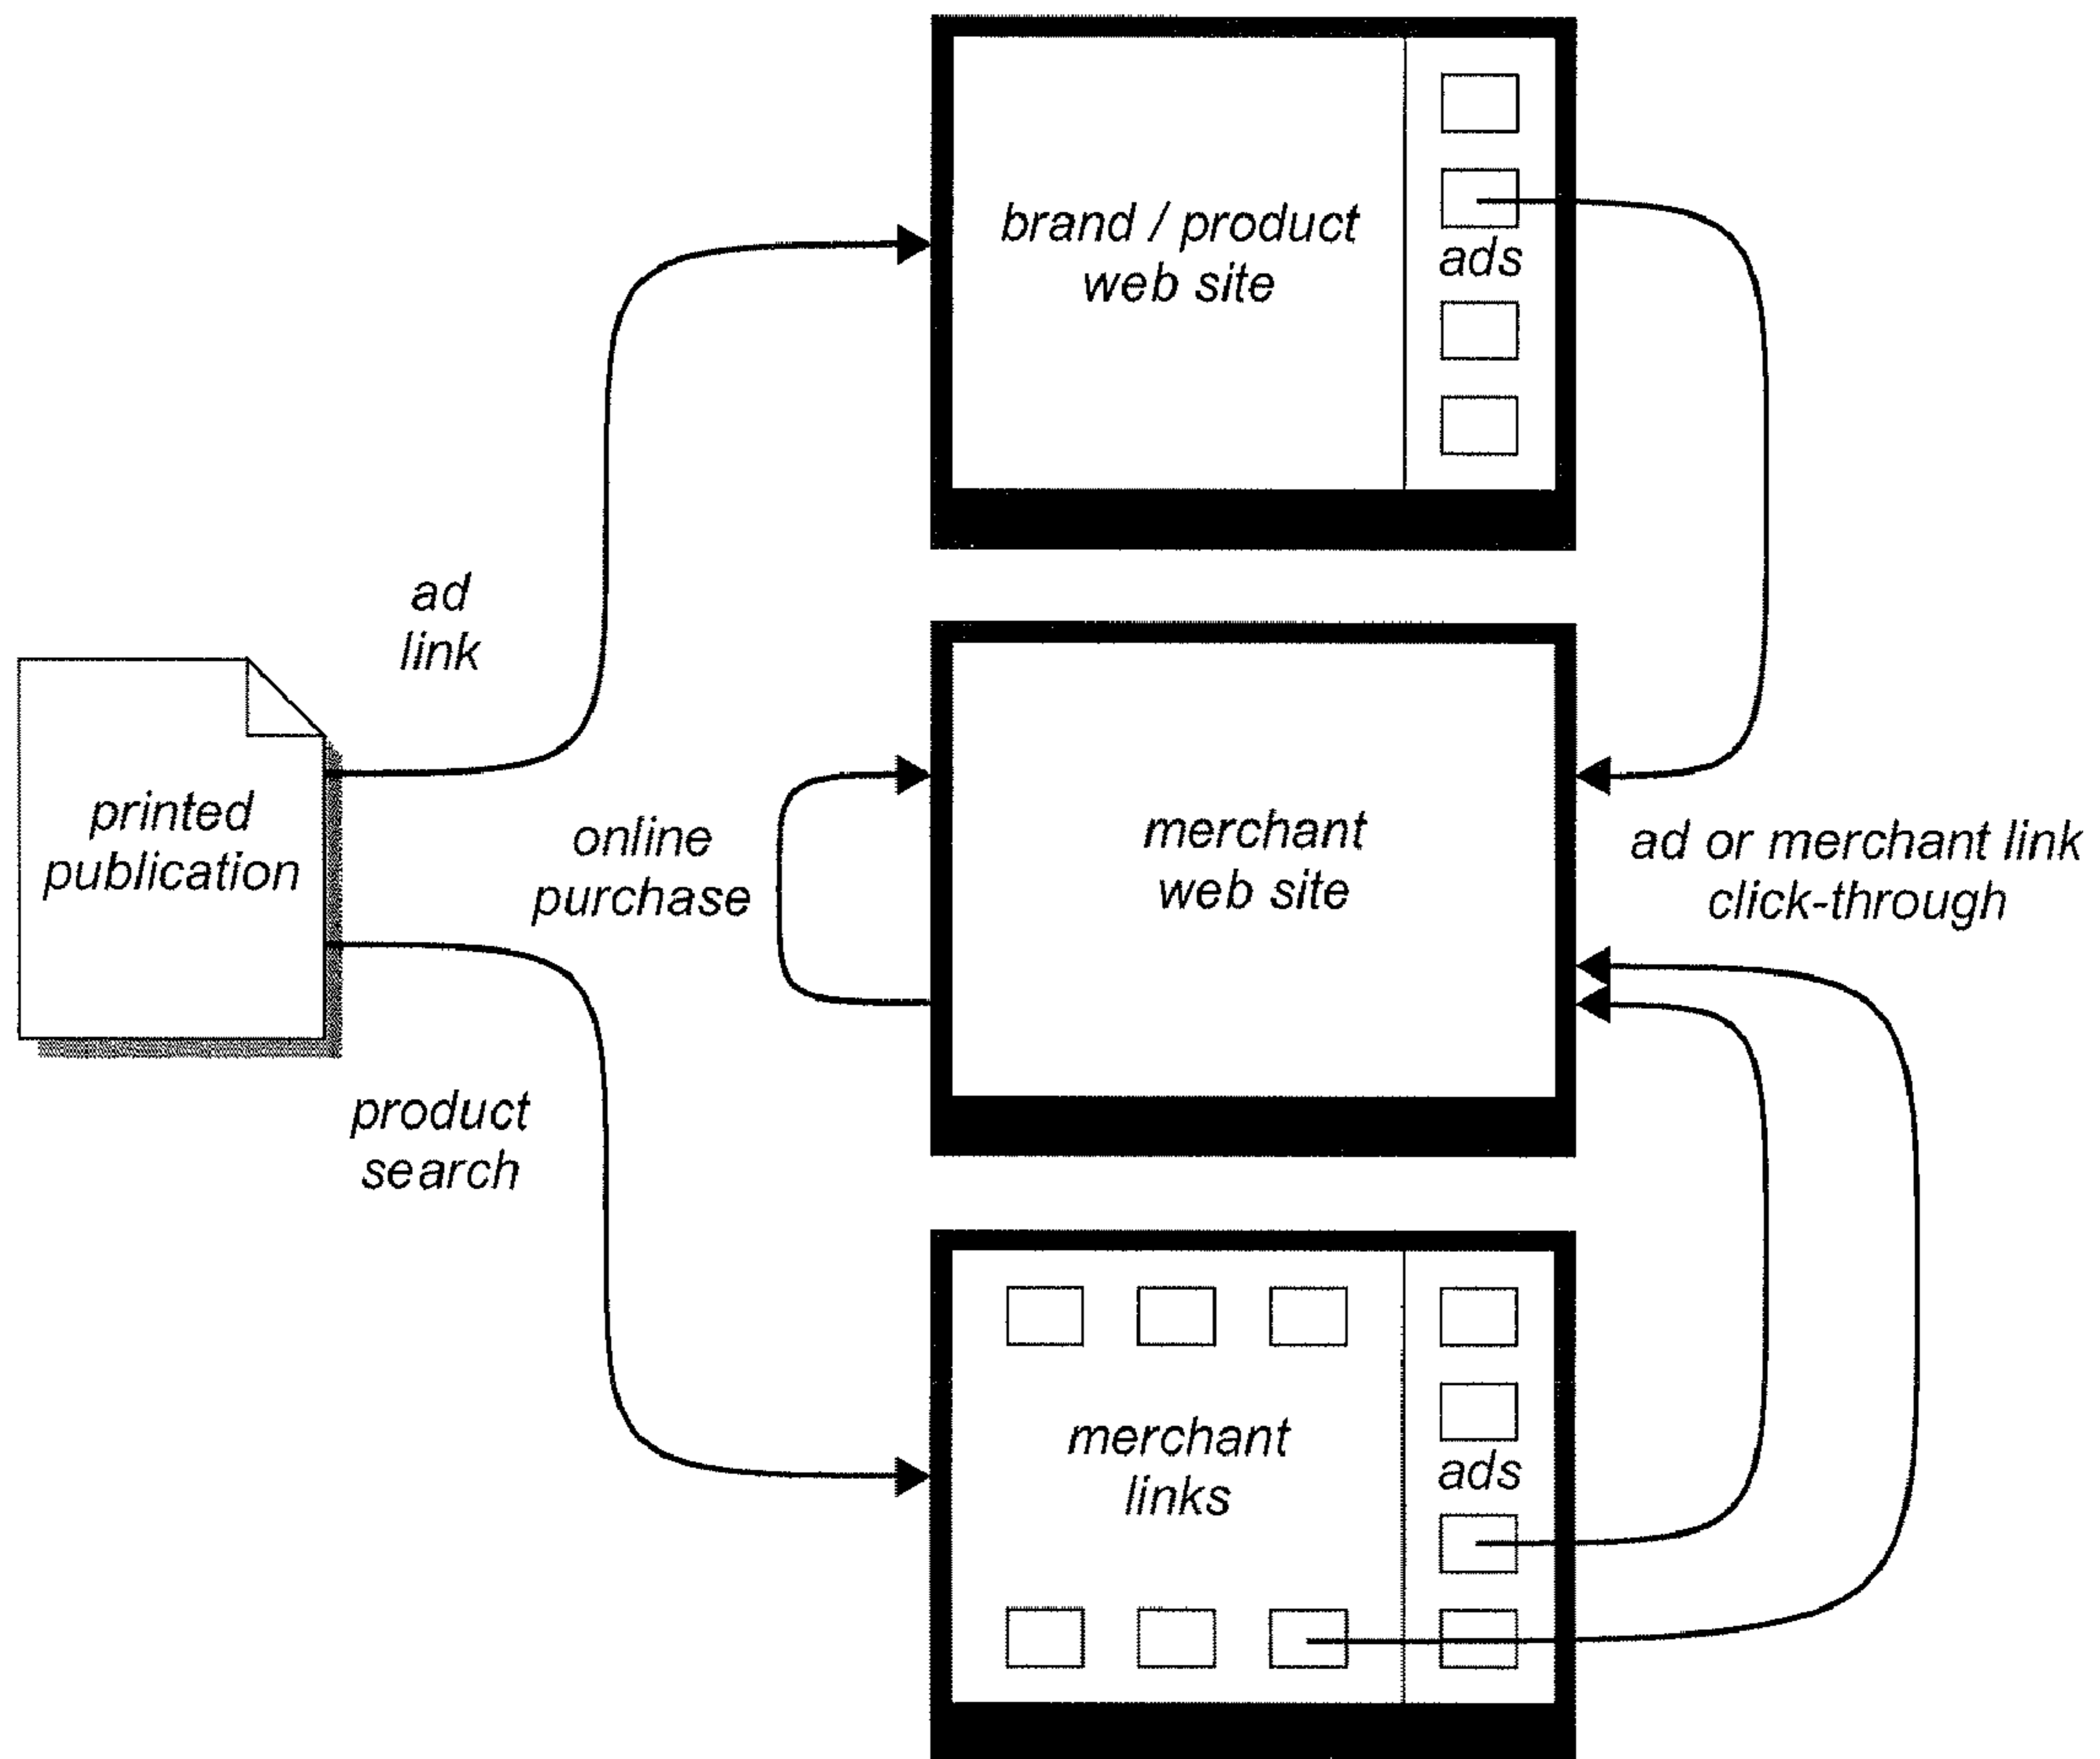 brand / product
web site
ads
ad
link
printed
publication
online
purchase
merchant
web site
ad or merchant link
click-through
product
search
merchant
links
ads